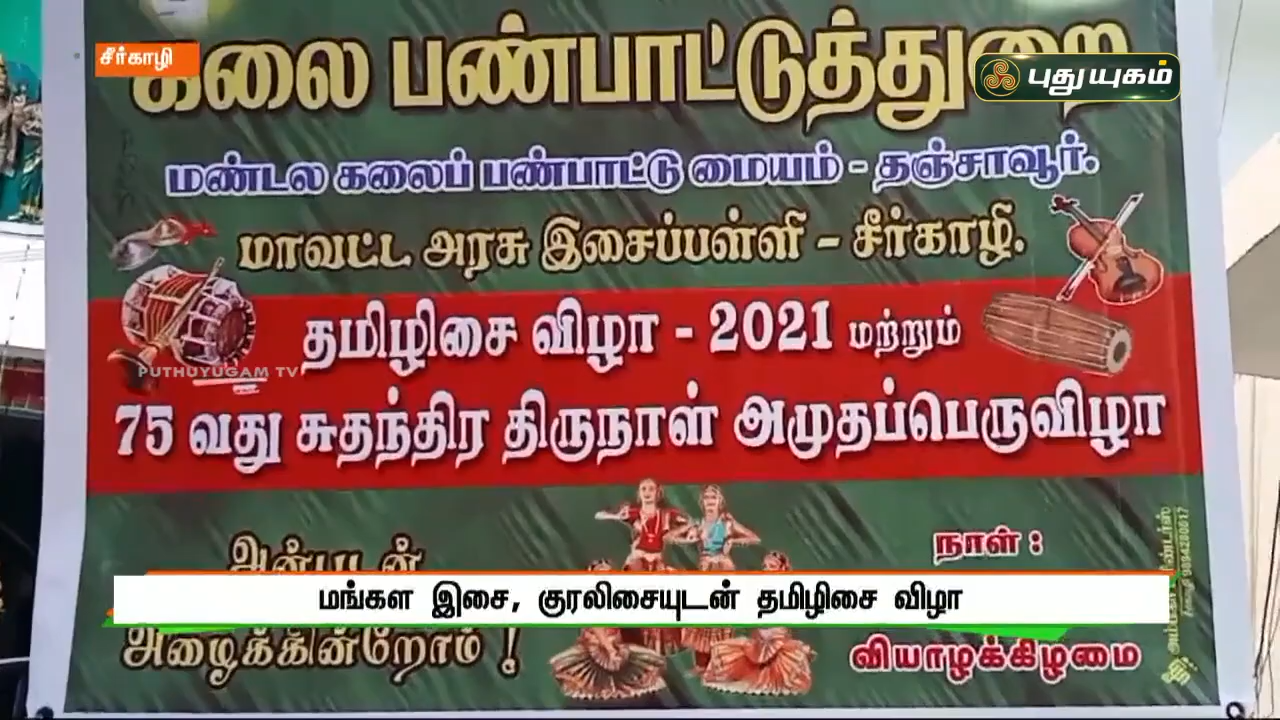 சீர்காழி
கலை பண்பாட்டுத்துறை
புதுயுகம்
மண்டல கலைப் பண்பாட்டு மையம் - தஞ்சாவூர்.
மாவட்ட அரசு இசைப்பள்ளி - சீர்காழி.
தமிழிசை விழா - 2021 மற்றும்
PUTHUYUGAM TV
75 வது சுதந்திர திருநாள் அமுதப்பெருவிழா
அன்புடன்
நாள் :
மங்கள இசை, குரலிசையுடன் தமிழிசை விழா
அழைக்கின்றோம் !
வியாழக்கிழமை